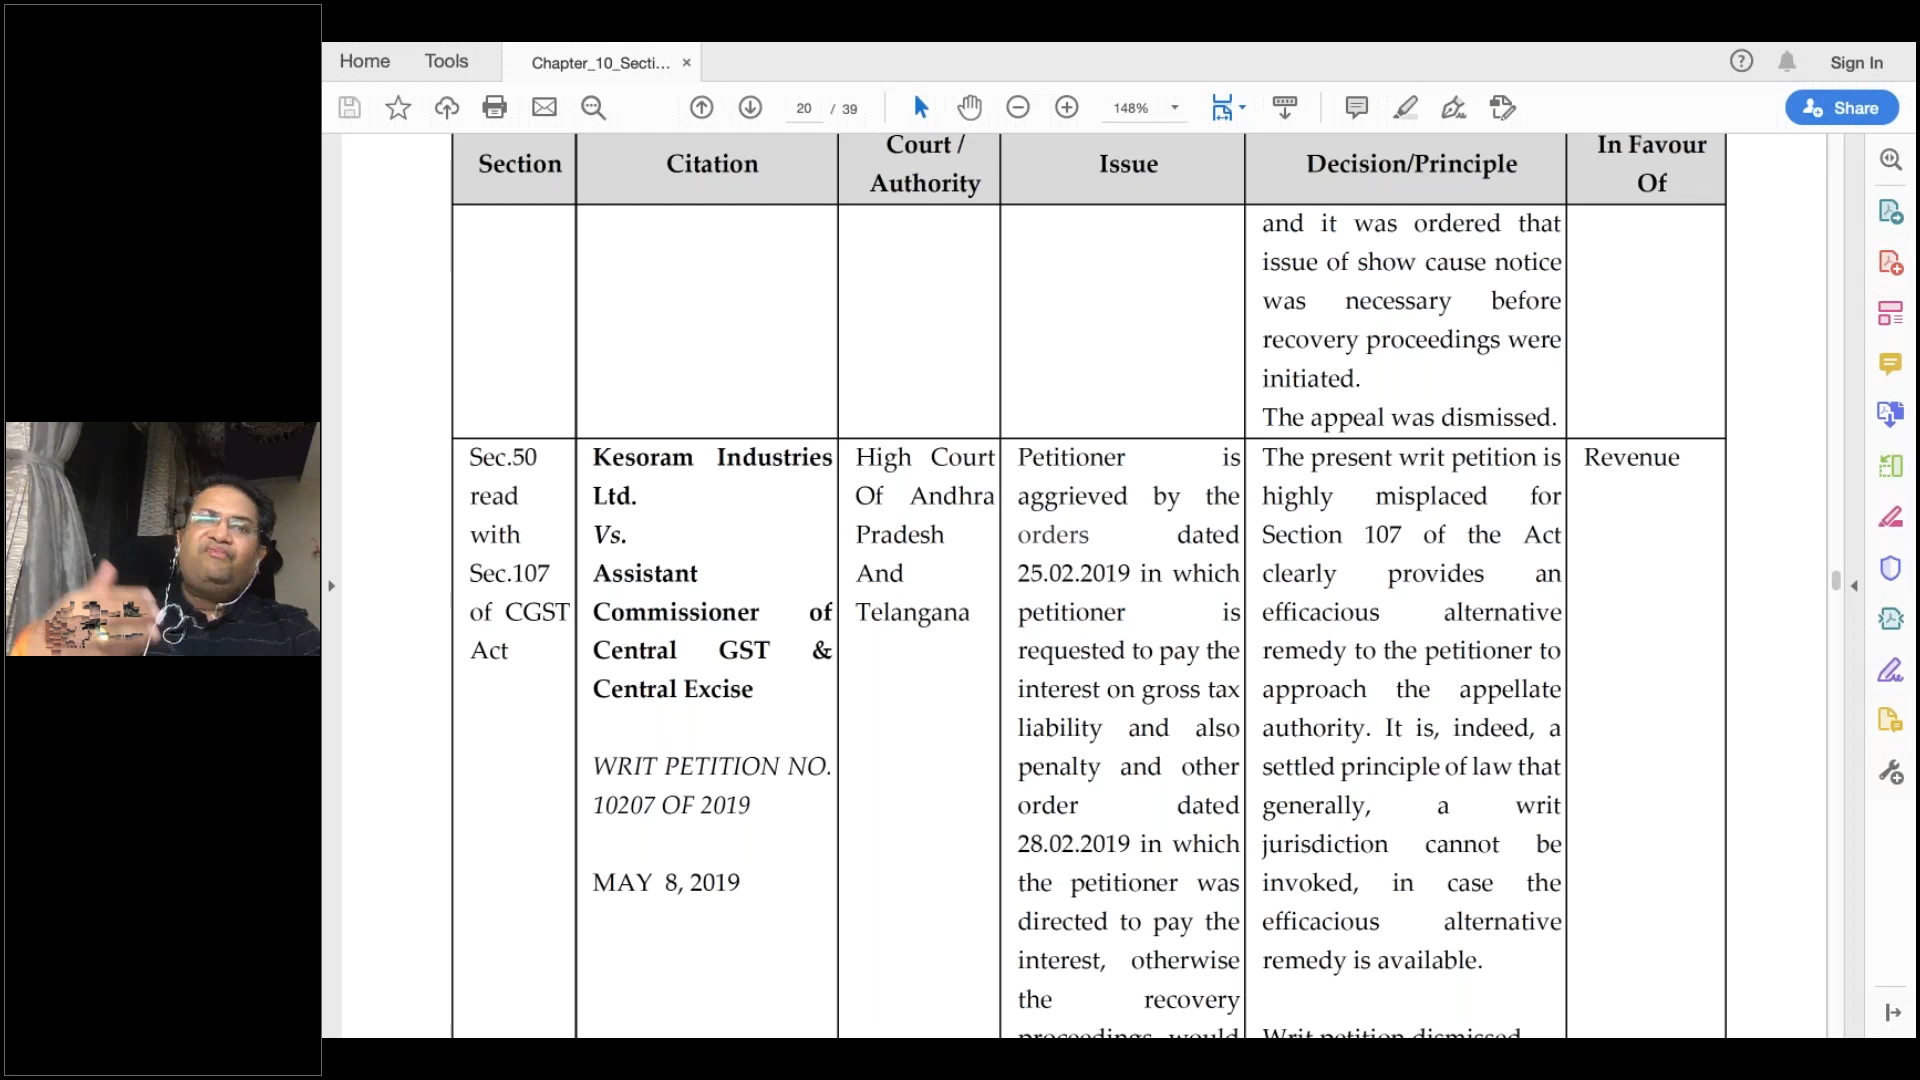 Home Tools Chapter_10_Secti... × Sign In
20 / 39 148% Share
Section Citation Court / Authority Issue Decision/Principle In Favour Of
and it was ordered that
issue of show cause notice
was necessary before
recovery proceedings were
initiated.
The appeal was dismissed.
Sec.50
read
with
Sec.107
of CGST
Act
Kesoram Industries
Ltd.
Vs.
Assistant
Commissioner of
Central GST &
Central Excise
WRIT PETITION NO.
10207 OF 2019
MAY 8, 2019
High Court
Of Andhra
Pradesh
And
Telangana
Petitioner is
aggrieved by the
orders dated
25.02.2019 in which
petitioner is
requested to pay the
interest on gross tax
liability and also
penalty and other
order dated
28.02.2019 in which
the petitioner was
directed to pay the
interest, otherwise
the recovery
proceedings would
The present writ petition is
highly misplaced for
Section 107 of the Act
clearly provides an
efficacious alternative
remedy to the petitioner to
approach the appellate
authority. It is, indeed, a
settled principle of law that
generally, a writ
jurisdiction cannot be
invoked, in case the
efficacious alternative
remedy is available.
Writ petition dismissed
Revenue